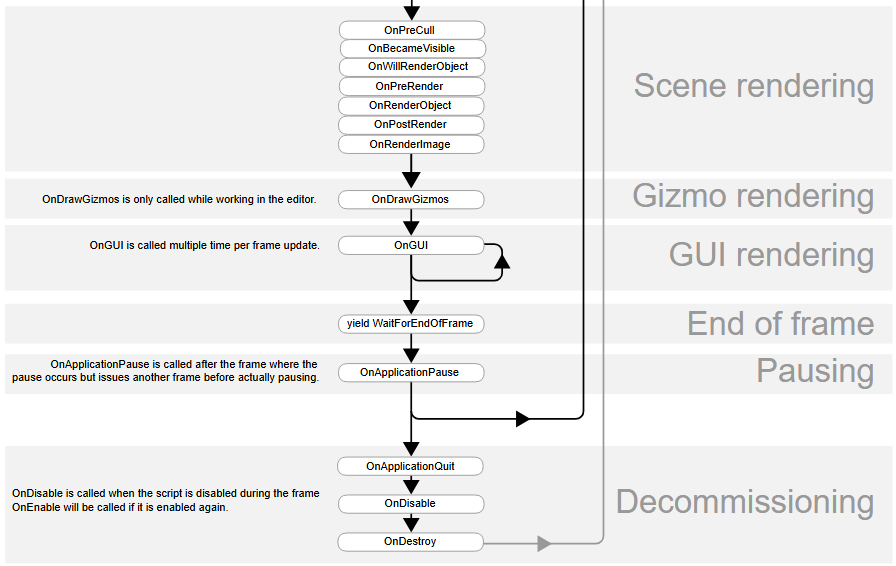 OnPreCull
OnBecameVisible
OnWillRenderObject
OnPreRender
OnRenderObject
OnPostRender
OnRenderImage
Scene rendering
OnDrawGizmos is only called while working in the editor.
OnDrawGizmos
Gizmo rendering
OnGUI is called multiple time per frame update.
OnGUI
GUI rendering
yield WaitForEndOfFrame
End of frame
OnApplicationPause is called after the frame where the
pause occurs but issues another frame before actually pausing.
OnApplicationPause
Pausing
OnApplicationQuit
OnDisable is called when the script is disabled during the frame
OnEnable will be called if it is enabled again.
OnDisable
OnDestroy
Decommissioning